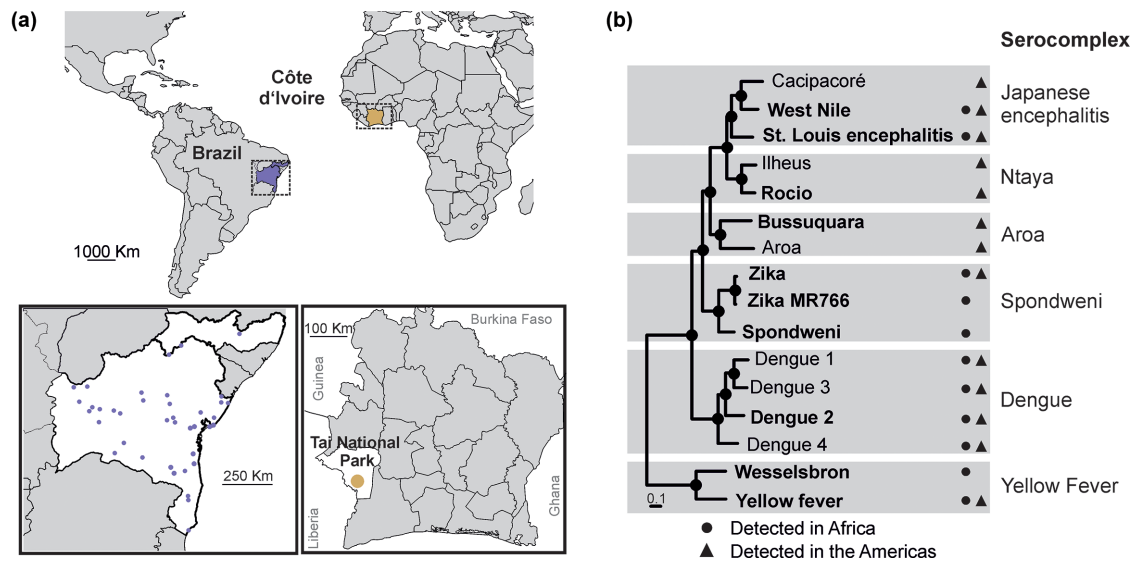 (a)
Côte
d'Ivoire
Brazil
1000 Km
250 Km
100 Km
Burkina Faso
Guinea
Taï National
Park
Liberia
Ghana
(b)
Serocomplex
Cacipacoré
West Nile
St. Louis encephalitis
Japanese
encephalitis
Ilheus
Rocio
Ntaya
Bussuquara
Aroa
Aroa
Zika
Zika MR766
Spondweni
Spondweni
Dengue 1
Dengue 3
Dengue 2
Dengue 4
Dengue
Wesselsbron
Yellow fever
Yellow Fever
0.1
Detected in Africa
Detected in the Americas